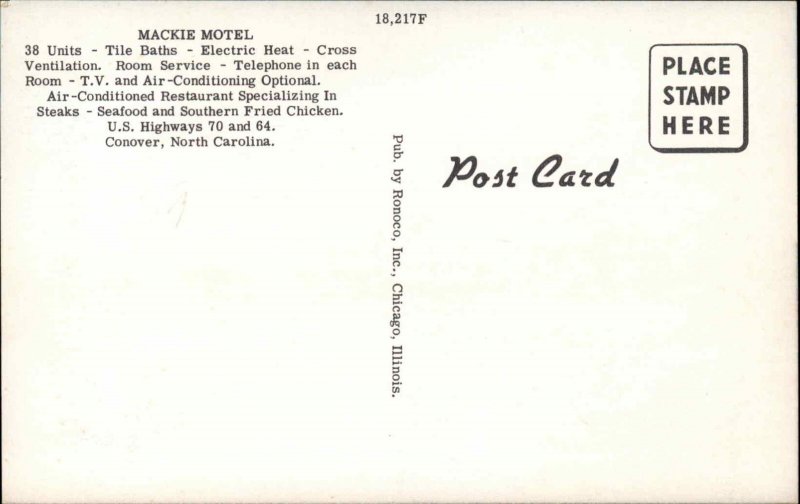 18,217F
MACKIE MOTEL
38 Units - Tile Baths - Electric Heat - Cross
Ventilation. Room Service - Telephone in each
Room - T.V. and Air-Conditioning Optional.
Air-Conditioned Restaurant Specializing In
Steaks - Seafood and Southern Fried Chicken.
U.S. Highways 70 and 64.
Conover, North Carolina.
Pub. by Ronoco, Inc., Chicago, Illinois.
Post Card
PLACE
STAMP
HERE